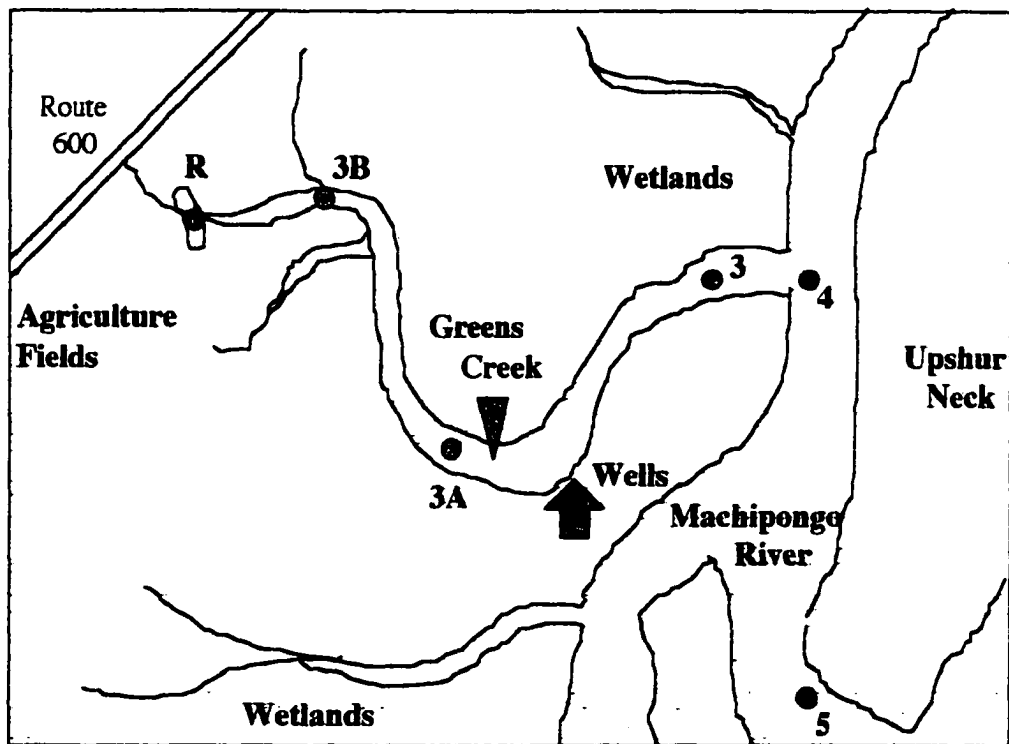 Route
600
R
3B
Wetlands
3
4
Agriculture
Fields
Greens
Creek
Upshur
Neck
3A
Wells
Machipongo
River
Wetlands
5